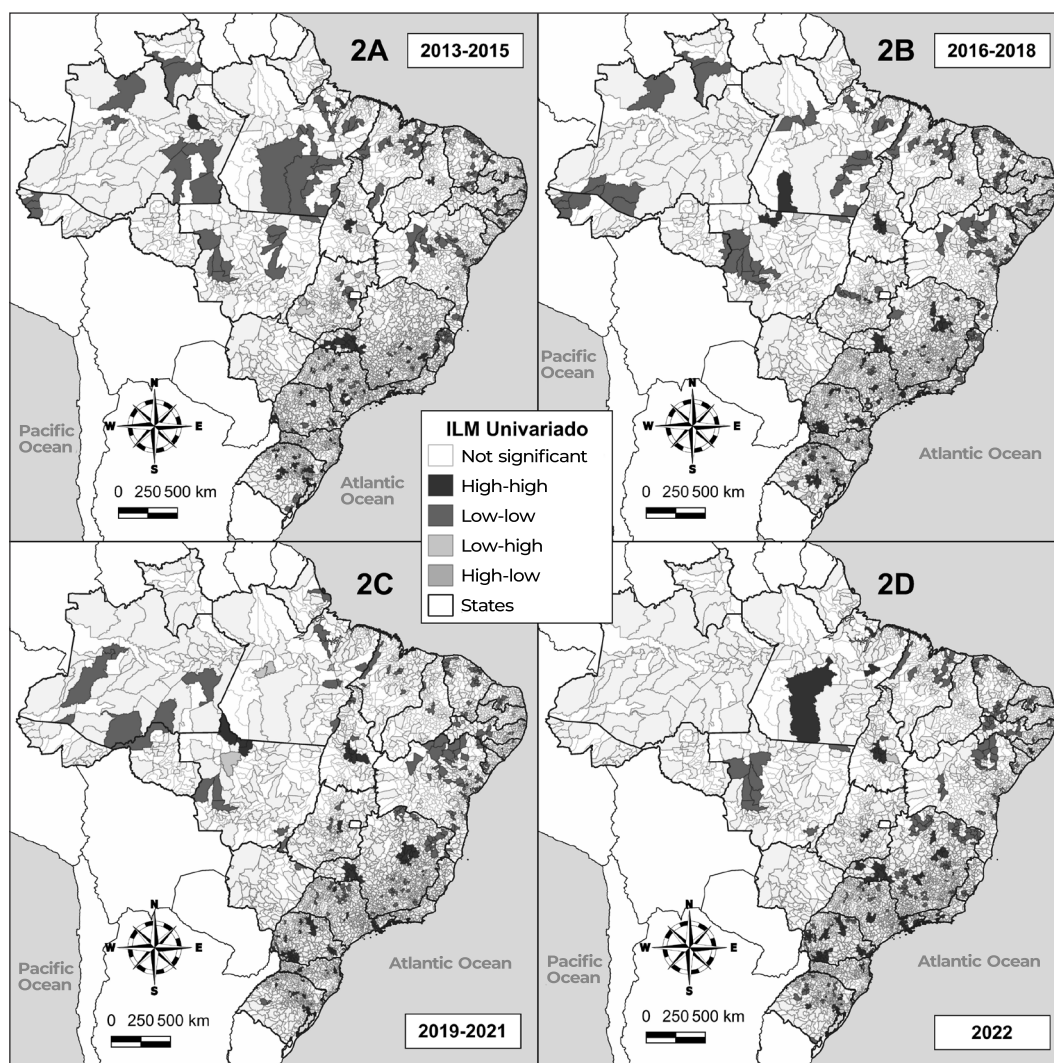 2A
2013-2015
N
W
E
S
Pacific
Ocean
0 250 500 km
Atlantic
Ocean
2B
2016-2018
Pacific
Ocean
N
W
E
S
0 250 500 km
Atlantic Ocean
ILM Univariado
Not significant
High-high
Low-low
Low-high
High-low
States
2C
N
W
E
S
Pacific
Ocean
0 250 500 km
Atlantic Ocean
2019-2021
2D
N
W
E
S
Pacific
Ocean
0 250 500 km
Atlantic Ocean
2022